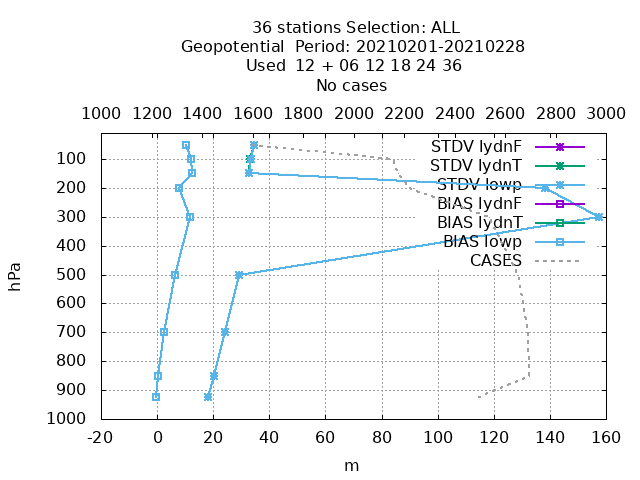 36 stations Selection: ALL
Geopotential  Period: 20210201-20210228
Used  12 + 06 12 18 24 36
No cases
1000 1200 1400 1600 1800 2000 2200 2400 2600 2800 3000
STDV lydnF
STDV lydnT
STDV lowp
BIAS lydnF
BIAS lydnT
BIAS lowp
CASES
100
200
300
400
500
600
700
800
900
1000
hPa
-20 0 20 40 60 80 100 120 140 160
m